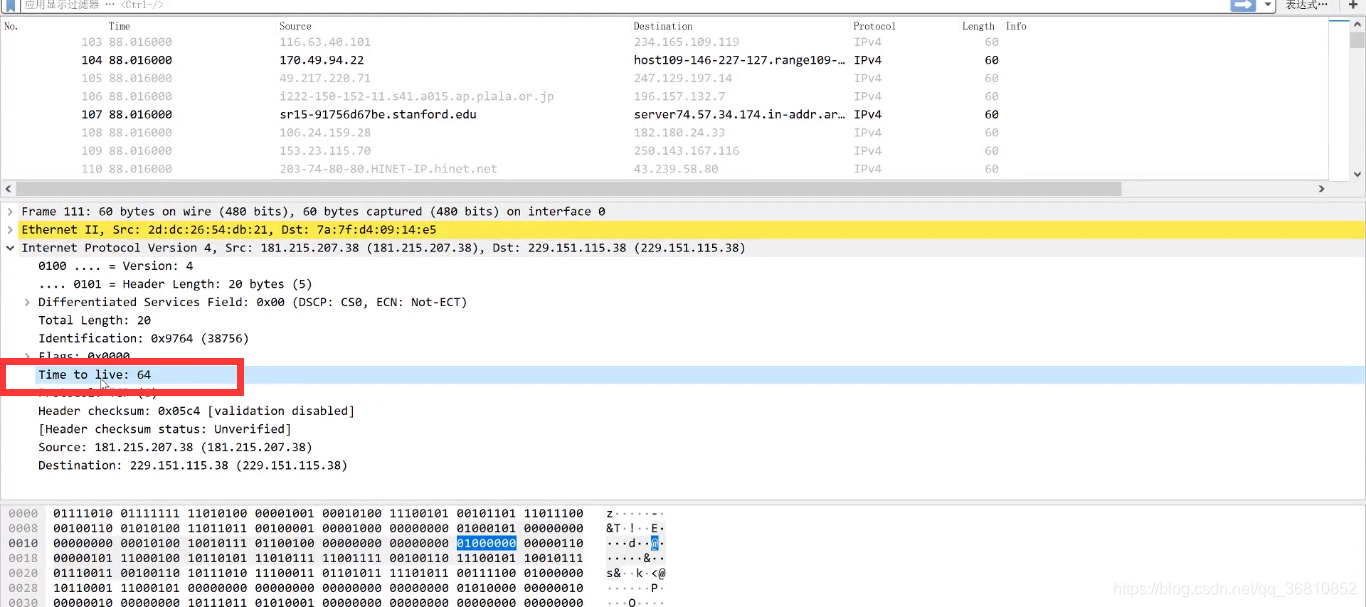 应用显示过滤器 … <Ctrl-/> 表达式…
No. Time Source Destination Protocol Length Info
103 88.016000 116.63.40.101 234.165.109.119 IPv4 60
104 88.016000 170.49.94.22 host109-146-227-127.range109-… IPv4 60
105 88.016000 49.217.220.71 247.129.197.14 IPv4 60
106 88.016000 i222-150-152-11.s41.a015.ap.plala.or.jp 196.157.132.7 IPv4 60
107 88.016000 sr15-91756d67be.stanford.edu server74.57.34.174.in-addr.ar… IPv4 60
108 88.016000 106.24.159.28 182.180.24.33 IPv4 60
109 88.016000 153.23.115.70 250.143.167.116 IPv4 60
110 88.016000 203-74-80-80.HINET-IP.hinet.net 43.239.58.80 IPv4 60
Frame 111: 60 bytes on wire (480 bits), 60 bytes captured (480 bits) on interface 0
Ethernet II, Src: 2d:dc:26:54:db:21, Dst: 7a:7f:d4:09:14:e5
Internet Protocol Version 4, Src: 181.215.207.38 (181.215.207.38), Dst: 229.151.115.38 (229.151.115.38)
0100 .... = Version: 4
.... 0101 = Header Length: 20 bytes (5)
Differentiated Services Field: 0x00 (DSCP: CS0, ECN: Not-ECT)
Total Length: 20
Identification: 0x9764 (38756)
Flags: 0x0000
Time to live: 64
Protocol: TCP (6)
Header checksum: 0x05c4 [validation disabled]
[Header checksum status: Unverified]
Source: 181.215.207.38 (181.215.207.38)
Destination: 229.151.115.38 (229.151.115.38)
0000 01111010 01111111 11010100 00001001 00010100 11100101 00101101 11011100 z·····-·
0008 00100110 01010100 11011011 00100001 00001000 00000000 01000101 00000000 &T·!··E·
0010 00000000 00010100 10010111 01100100 00000000 00000000 01000000 00000110 ···d··@·
0018 00000101 11000100 10110101 11010111 11001111 00100110 11100101 10010111 ·····&··
0020 01110011 00100110 10111010 11100011 01101011 11101011 00111100 01000000 s&··k·<@
0028 10110001 11000101 00000000 00000000 00000000 00000000 01010000 00000010 ······P·
0030 00000010 00000000 10111011 01010001 00000000 00000000 00000000 00000000 ···Q····
https://blog.csdn.net/qq_36810852